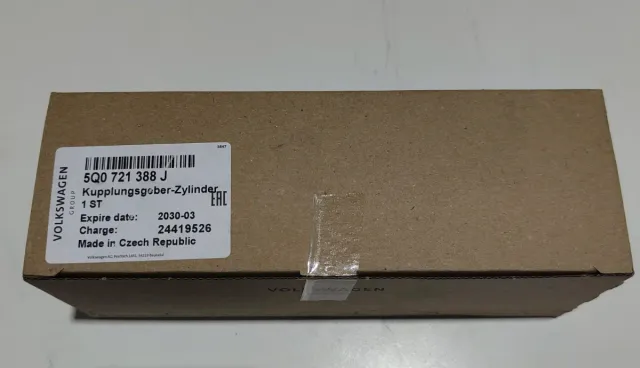 VOLKSWAGEN
GROUP
5Q0 721 388 J
Kupplungsgeber-Zylinder
1 ST
EAC
Expire date: 2030-03
Charge: 24419526
Made in Czech Republic
VOLKSWAGEN